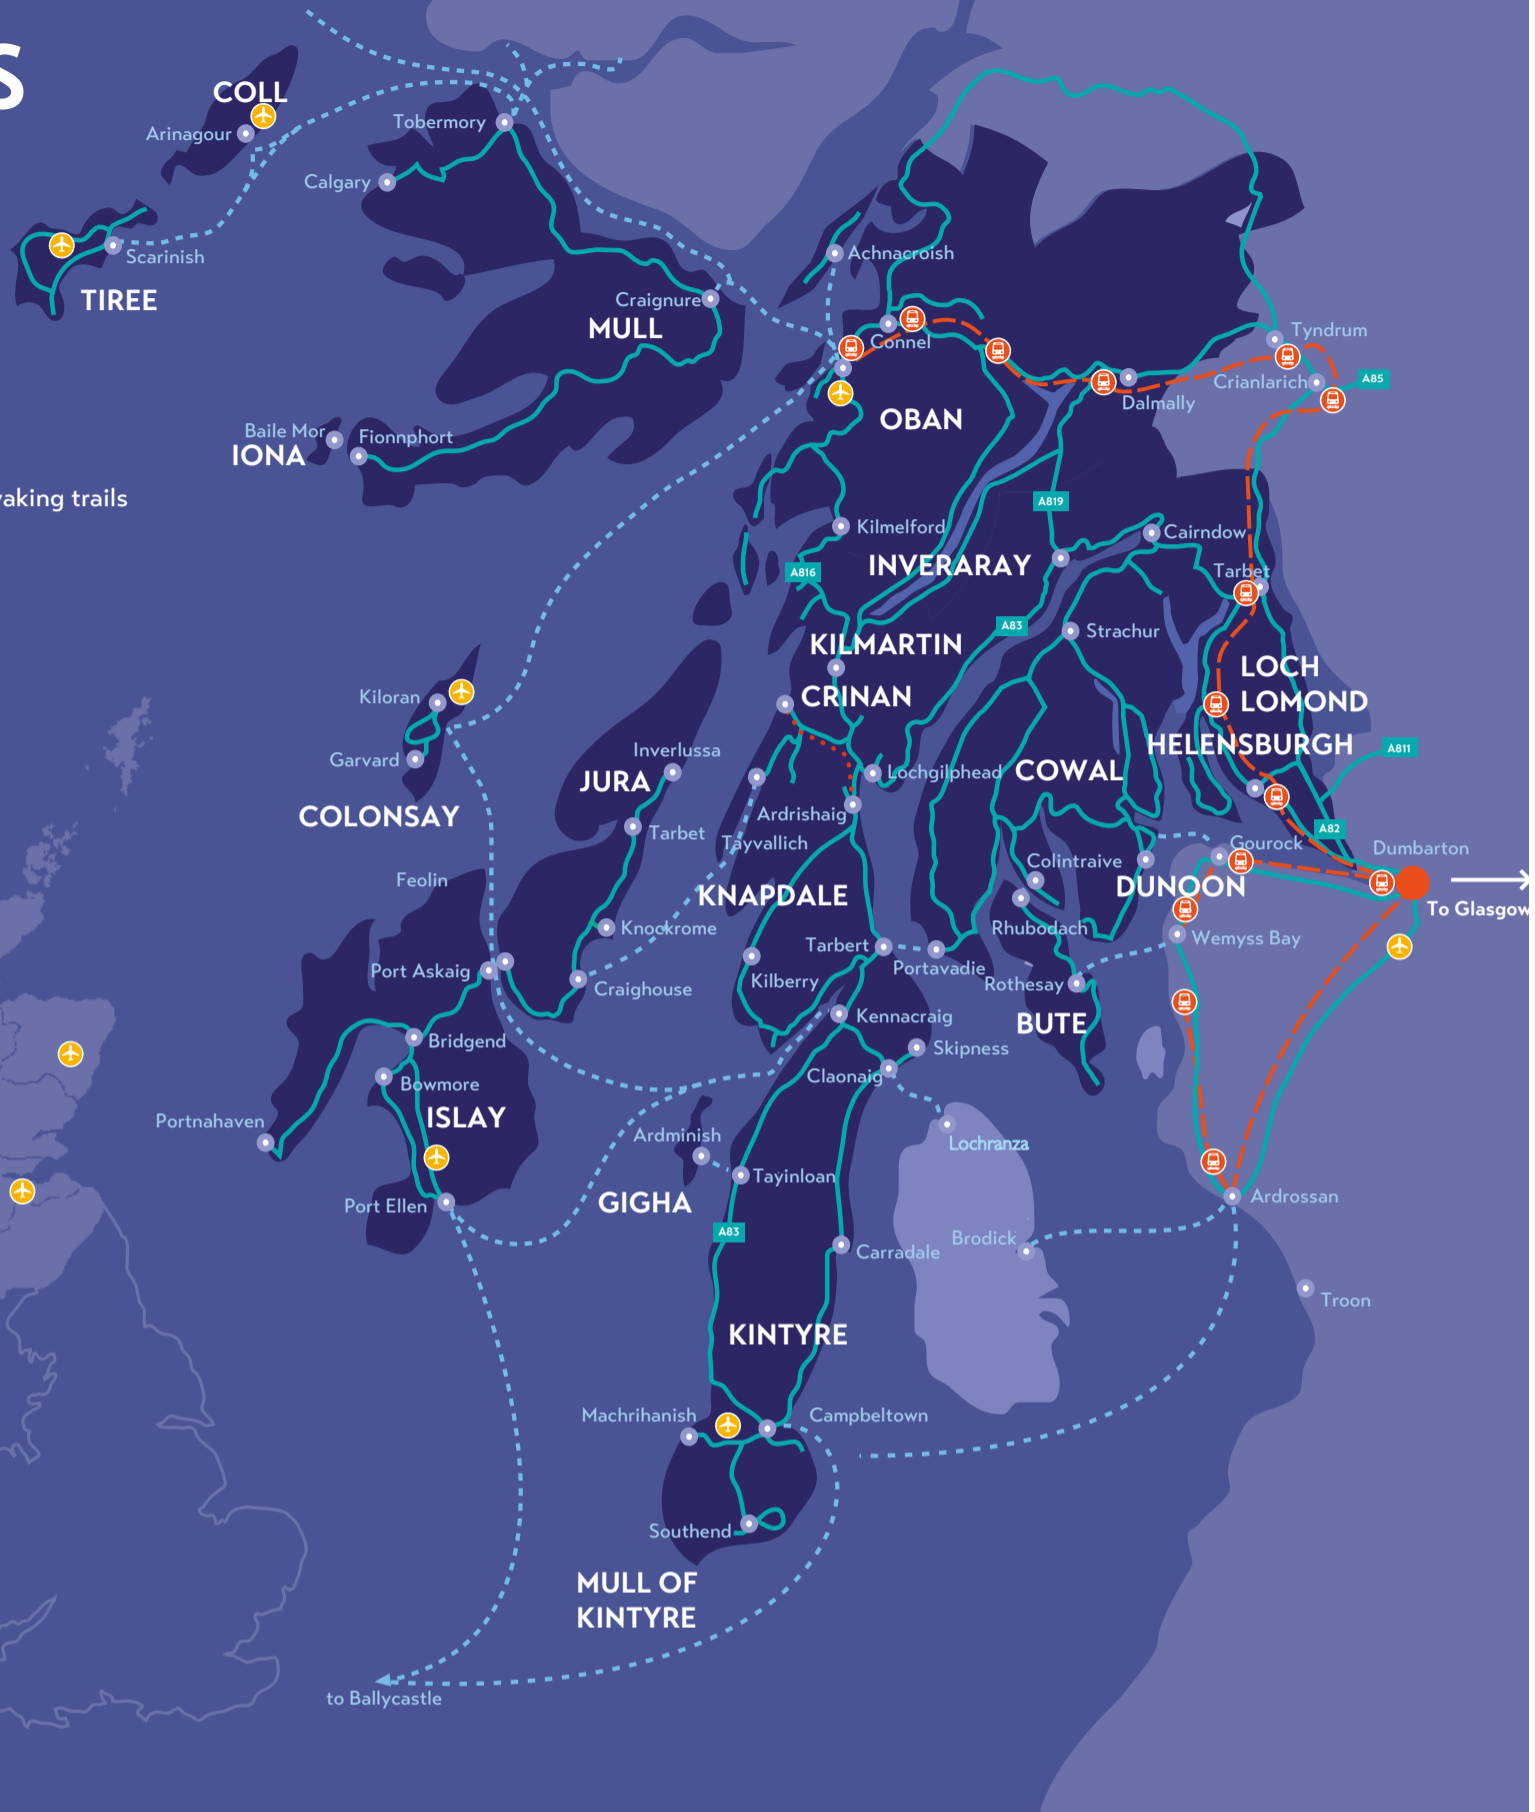 S
COLL
Arinagour
Tobermory
Calgary
Scarinish
TIREE
Achnacroish
Craignure
MULL
Connel
Tyndrum
Crianlarich
A85
Dalmally
OBAN
Baile Mor
IONA
Fionnphort
aking trails
A819
Kilmelford
Cairndow
INVERARAY
A816
Tarbet
A83
Strachur
KILMARTIN
LOCH
LOMOND
Kiloran
CRINAN
HELENSBURGH
A811
Garvard
Inverlussa
JURA
Lochgilphead
COWAL
COLONSAY
Ardrishaig
Tarbet
Tayvallich
A82
Gourock
Dumbarton
Colintraive
Feolin
KNAPDALE
DUNOON
To Glasgow
Knockrome
Rhubodach
Wemyss Bay
Tarbert
Portavadie
Port Askaig
Kilberry
Rothesay
Craighouse
Kennacraig
BUTE
Bridgend
Skipness
Claonaig
Bowmore
ISLAY
Portnahaven
Ardminish
Lochranza
Tayinloan
GIGHA
Port Ellen
Ardrossan
A83
Brodick
Carradale
Troon
KINTYRE
Machrihanish
Campbeltown
Southend
MULL OF
KINTYRE
to Ballycastle